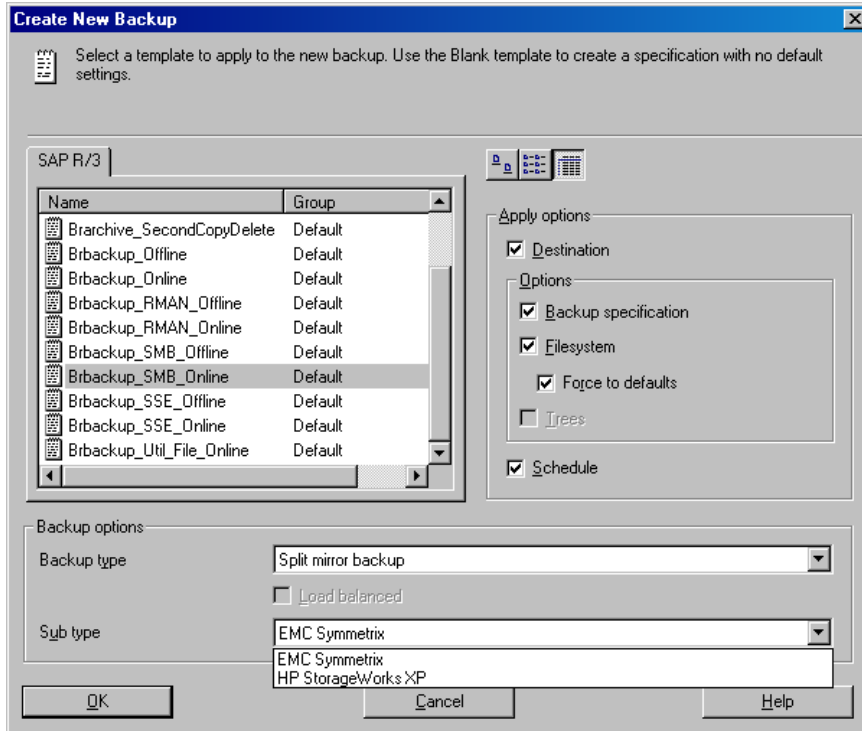 Create New Backup
Select a template to apply to the new backup. Use the Blank template to create a specification with no default
settings.
SAP R/3
Name Group
Brarchive_SecondCopyDelete Default
Brbackup_Offline Default
Brbackup_Online Default
Brbackup_RMAN_Offline Default
Brbackup_RMAN_Online Default
Brbackup_SMB_Offline Default
Brbackup_SMB_Online Default
Brbackup_SSE_Offline Default
Brbackup_SSE_Online Default
Brbackup_Util_File_Online Default
Apply options
Destination
Options
Backup specification
Filesystem
Force to defaults
Trees
Schedule
Backup options
Backup type Split mirror backup
Load balanced
Sub type EMC Symmetrix
EMC Symmetrix
HP StorageWorks XP
OK Cancel Help